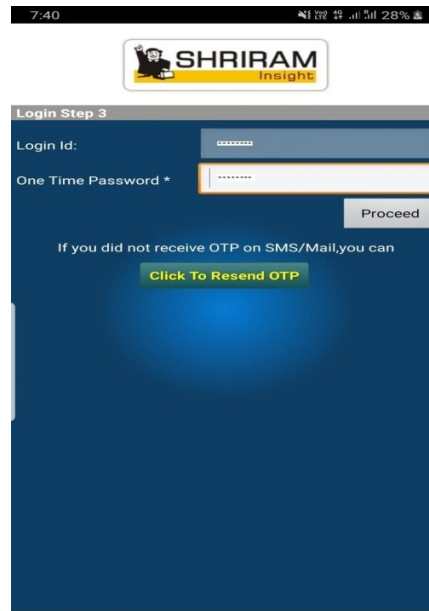 7:40
4G 28%
SHRIRAM
Insight
Login Step 3
Login Id: --------
One Time Password * --------
Proceed
If you did not receive OTP on SMS/Mail,you can
Click To Resend OTP